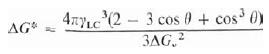 ΔG* = 4πγ_LC³(2 − 3 cos θ + cos³ θ) / 3ΔG_v²